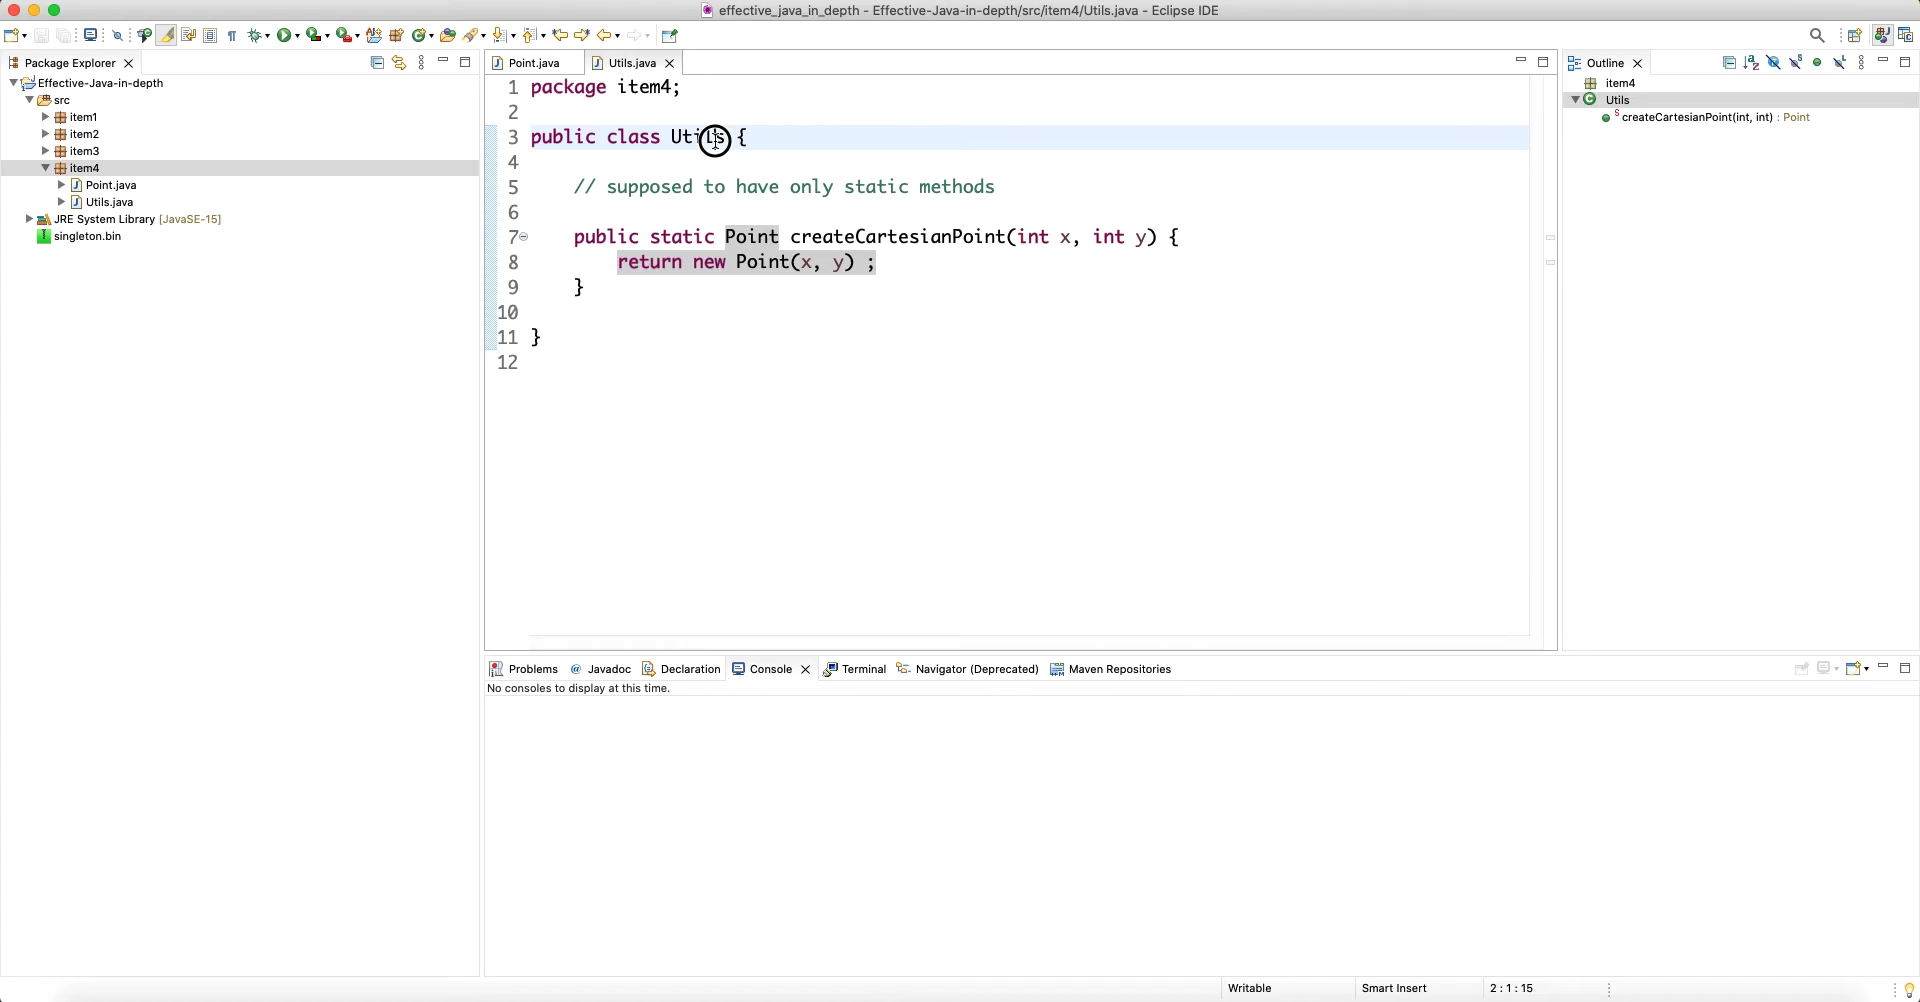 effective_java_in_depth - Effective-Java-in-depth/src/item4/Utils.java - Eclipse IDE
Package Explorer
Effective-Java-in-depth
src
item1
item2
item3
item4
Point.java
Utils.java
JRE System Library [JavaSE-15]
singleton.bin
Point.java
Utils.java
1 package item4;
2
3 public class Utils {
4
5 // supposed to have only static methods
6
7 public static Point createCartesianPoint(int x, int y) {
8 return new Point(x, y) ;
9 }
10
11 }
12
Outline
item4
Utils
createCartesianPoint(int, int) : Point
Problems
@ Javadoc
Declaration
Console
Terminal
Navigator (Deprecated)
Maven Repositories
No consoles to display at this time.
Writable
Smart Insert
2 : 1 : 15